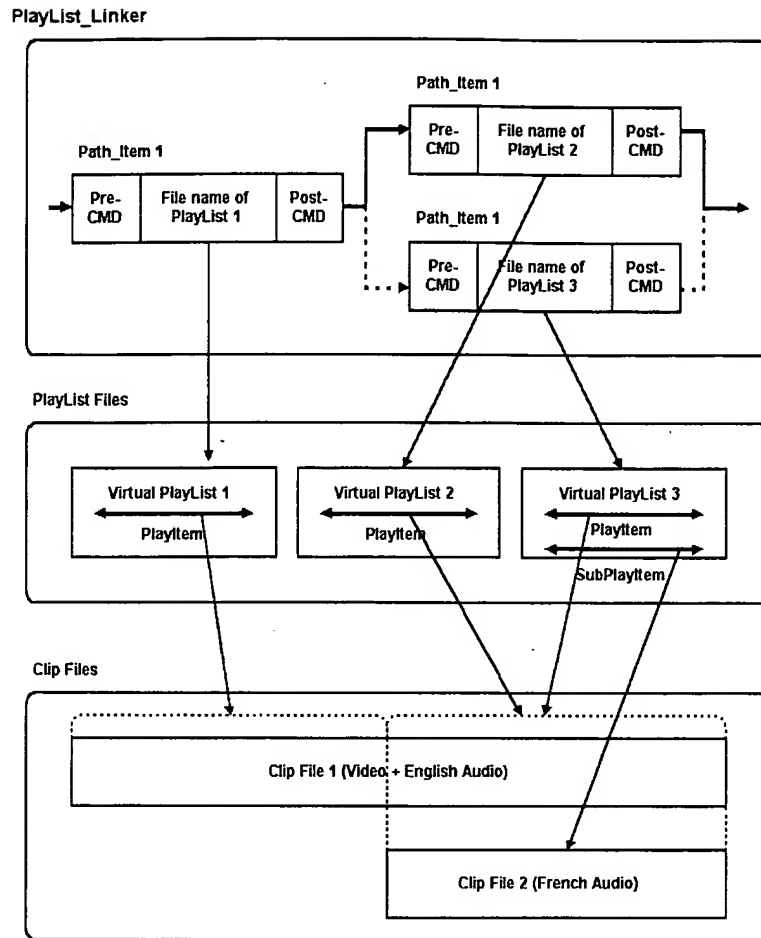 PlayList_Linker
Path_Item 1
Pre-
CMD
File name of
PlayList 2
Post-
CMD
Path_Item 1
Pre-
CMD
File name of
PlayList 1
Post-
CMD
Path_Item 1
Pre-
CMD
File name of
PlayList 3
Post-
CMD
PlayList Files
Virtual PlayList 1
PlayItem
Virtual PlayList 2
PlayItem
Virtual PlayList 3
PlayItem
SubPlayItem
Clip Files
Clip File 1 (Video + English Audio)
Clip File 2 (French Audio)